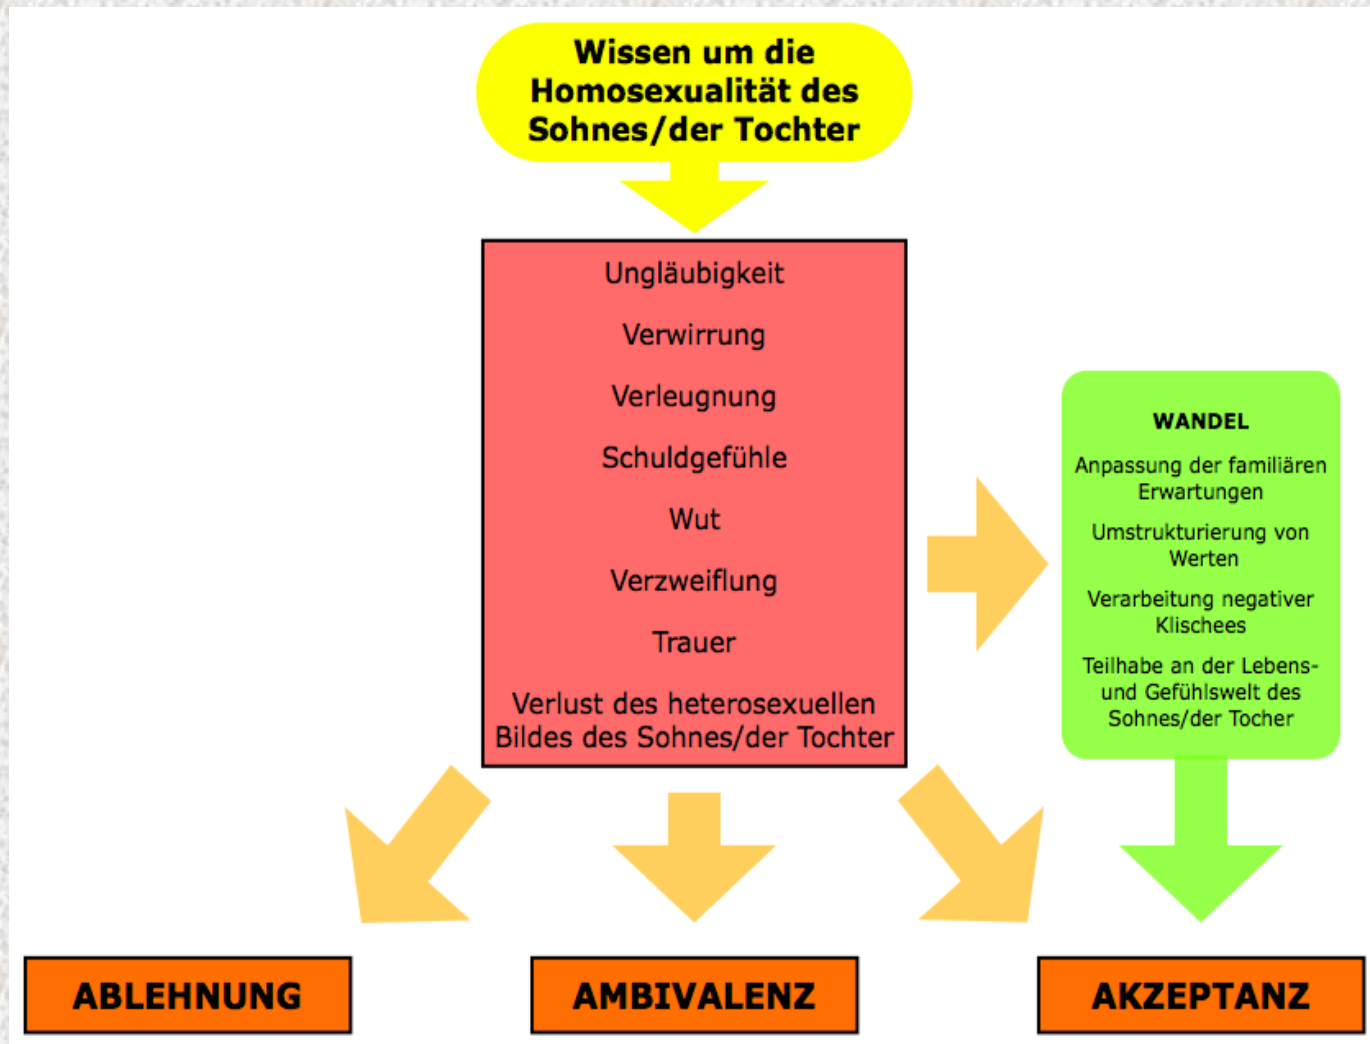 Wissen um die
Homosexualität des
Sohnes/der Tochter
Ungläubigkeit
Verwirrung
Verleugnung
Schuldgefühle
Wut
Verzweiflung
Trauer
Verlust des heterosexuellen
Bildes des Sohnes/der Tochter
WANDEL
Anpassung der familiären
Erwartungen
Umstrukturierung von
Werten
Verarbeitung negativer
Klischees
Teilhabe an der Lebens-
und Gefühlswelt des
Sohnes/der Tocher
ABLEHNUNG
AMBIVALENZ
AKZEPTANZ